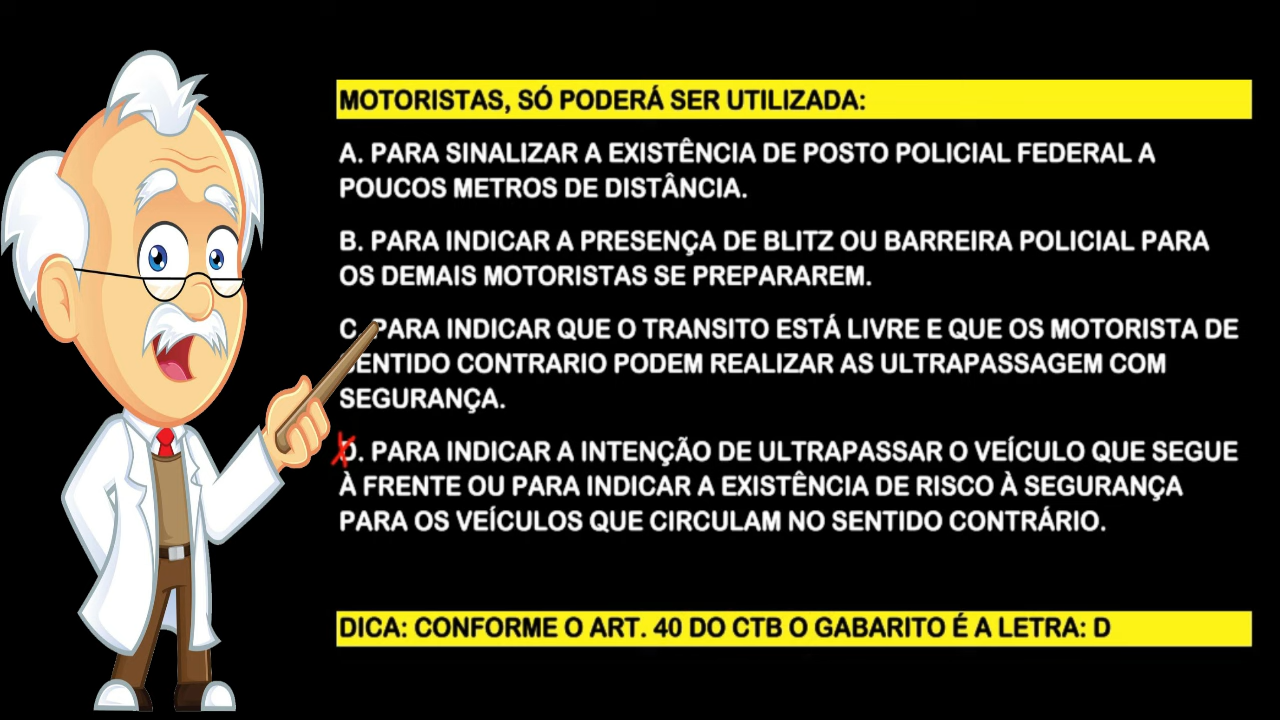 MOTORISTAS, SÓ PODERÁ SER UTILIZADA:
A. PARA SINALIZAR A EXISTÊNCIA DE POSTO POLICIAL FEDERAL A
POUCOS METROS DE DISTÂNCIA.
B. PARA INDICAR A PRESENÇA DE BLITZ OU BARREIRA POLICIAL PARA
OS DEMAIS MOTORISTAS SE PREPARAREM.
C. PARA INDICAR QUE O TRANSITO ESTÁ LIVRE E QUE OS MOTORISTA DE
SENTIDO CONTRARIO PODEM REALIZAR AS ULTRAPASSAGEM COM
SEGURANÇA.
D. PARA INDICAR A INTENÇÃO DE ULTRAPASSAR O VEÍCULO QUE SEGUE
À FRENTE OU PARA INDICAR A EXISTÊNCIA DE RISCO À SEGURANÇA
PARA OS VEÍCULOS QUE CIRCULAM NO SENTIDO CONTRÁRIO.
DICA: CONFORME O ART. 40 DO CTB O GABARITO É A LETRA: D